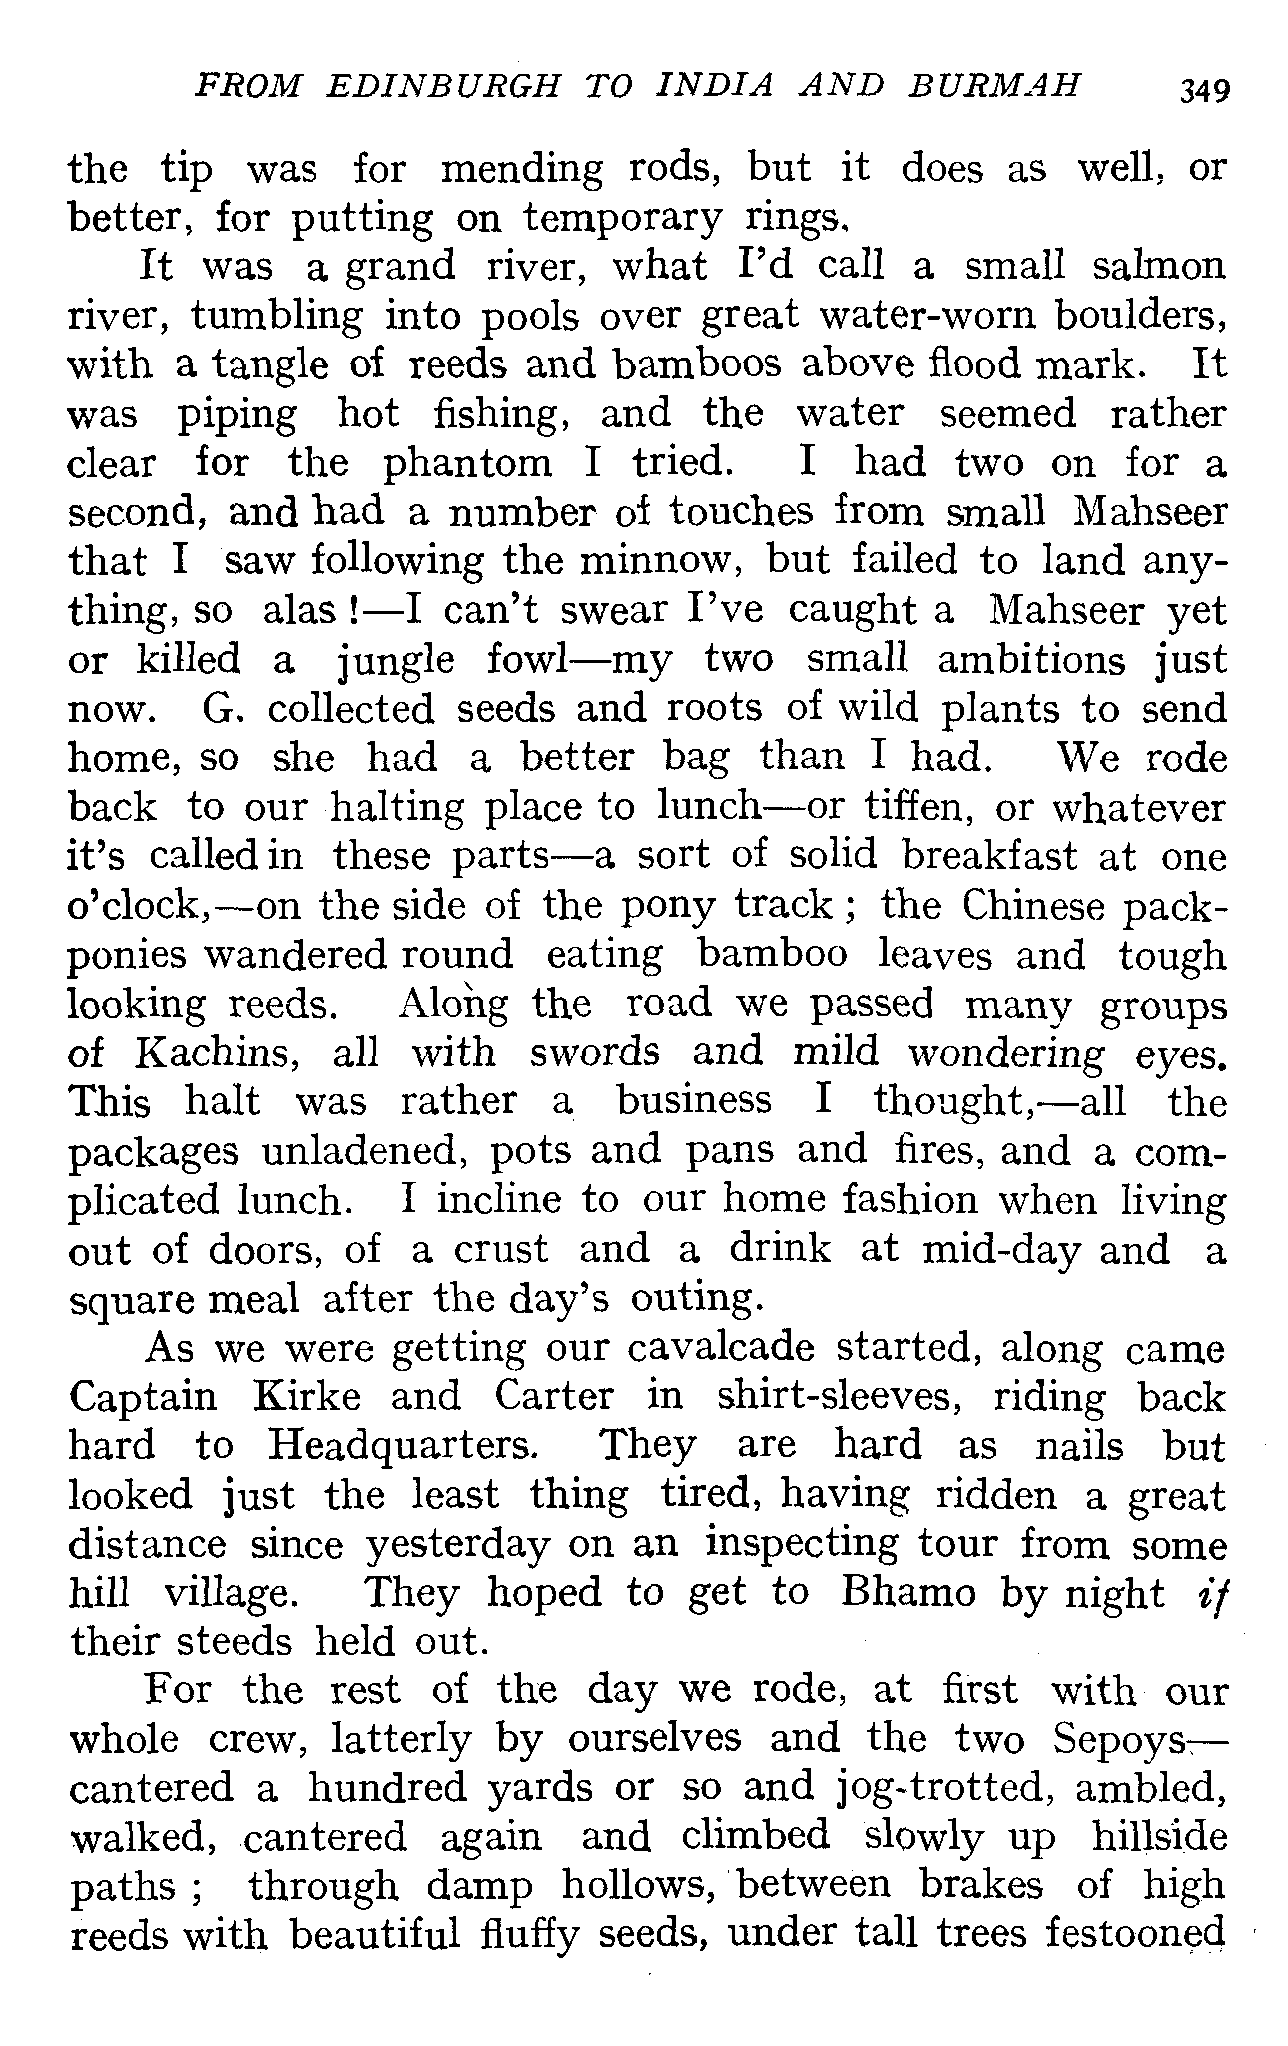 FROM EDINBURGH TO INDIA AND BURMAH 349
the tip was for mending rods, but it does as well, or
better, for putting on temporary rings.
It was a grand river, what I'd call a small salmon
river, tumbling into pools over great water-worn boulders,
with a tangle of reeds and bamboos above flood mark. It
was piping hot fishing, and the water seemed rather
clear for the phantom I tried. I had two on for a
second, and had a number of touches from small Mahseer
that I saw following the minnow, but failed to land any-
thing, so alas!—I can't swear I've caught a Mahseer yet
or killed a jungle fowl—my two small ambitions just
now. G. collected seeds and roots of wild plants to send
home, so she had a better bag than I had. We rode
back to our halting place to lunch—or tiffen, or whatever
it's called in these parts—a sort of solid breakfast at one
o'clock,—on the side of the pony track; the Chinese pack-
ponies wandered round eating bamboo leaves and tough
looking reeds. Along the road we passed many groups
of Kachins, all with swords and mild wondering eyes.
This halt was rather a business I thought,—all the
packages unladened, pots and pans and fires, and a com-
plicated lunch. I incline to our home fashion when living
out of doors, of a crust and a drink at mid-day and a
square meal after the day's outing.
As we were getting our cavalcade started, along came
Captain Kirke and Carter in shirt-sleeves, riding back
hard to Headquarters. They are hard as nails but
looked just the least thing tired, having ridden a great
distance since yesterday on an inspecting tour from some
hill village. They hoped to get to Bhamo by night if
their steeds held out.
For the rest of the day we rode, at first with our
whole crew, latterly by ourselves and the two Sepoys—
cantered a hundred yards or so and jog-trotted, ambled,
walked, cantered again and climbed slowly up hillside
paths; through damp hollows, between brakes of high
reeds with beautiful fluffy seeds, under tall trees festooned